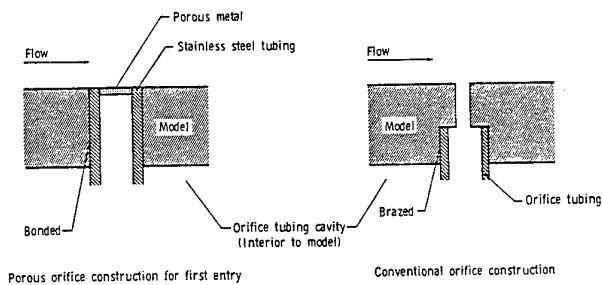 Porous metal
Stainless steel tubing
Flow
Model
Bonded
Orifice tubing cavity
(Interior to model)
Porous orifice construction for first entry
Flow
Model
Brazed
Orifice tubing
Conventional orifice construction